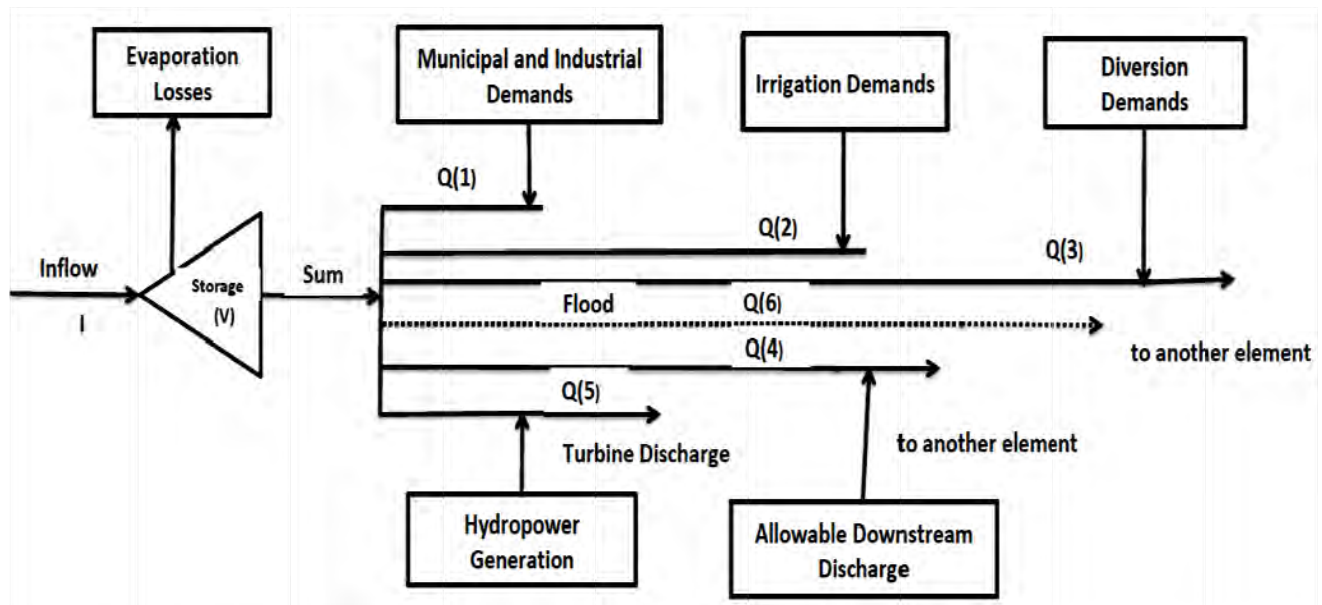 Evaporation
Losses
Municipal and Industrial
Demands
Irrigation Demands
Diversion
Demands
Q(1)
Q(2)
Q(3)
Inflow
I
Storage
(V)
Sum
Flood
Q(6)
to another element
Q(4)
Q(5)
Turbine Discharge
to another element
Hydropower
Generation
Allowable Downstream
Discharge